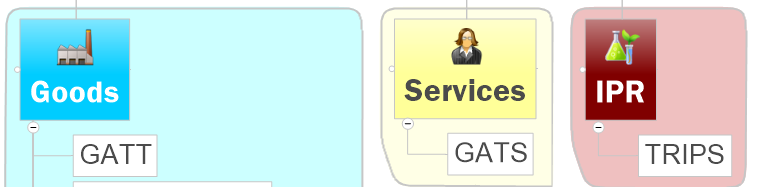 Goods
Services
IPR
GATT
GATS
TRIPS